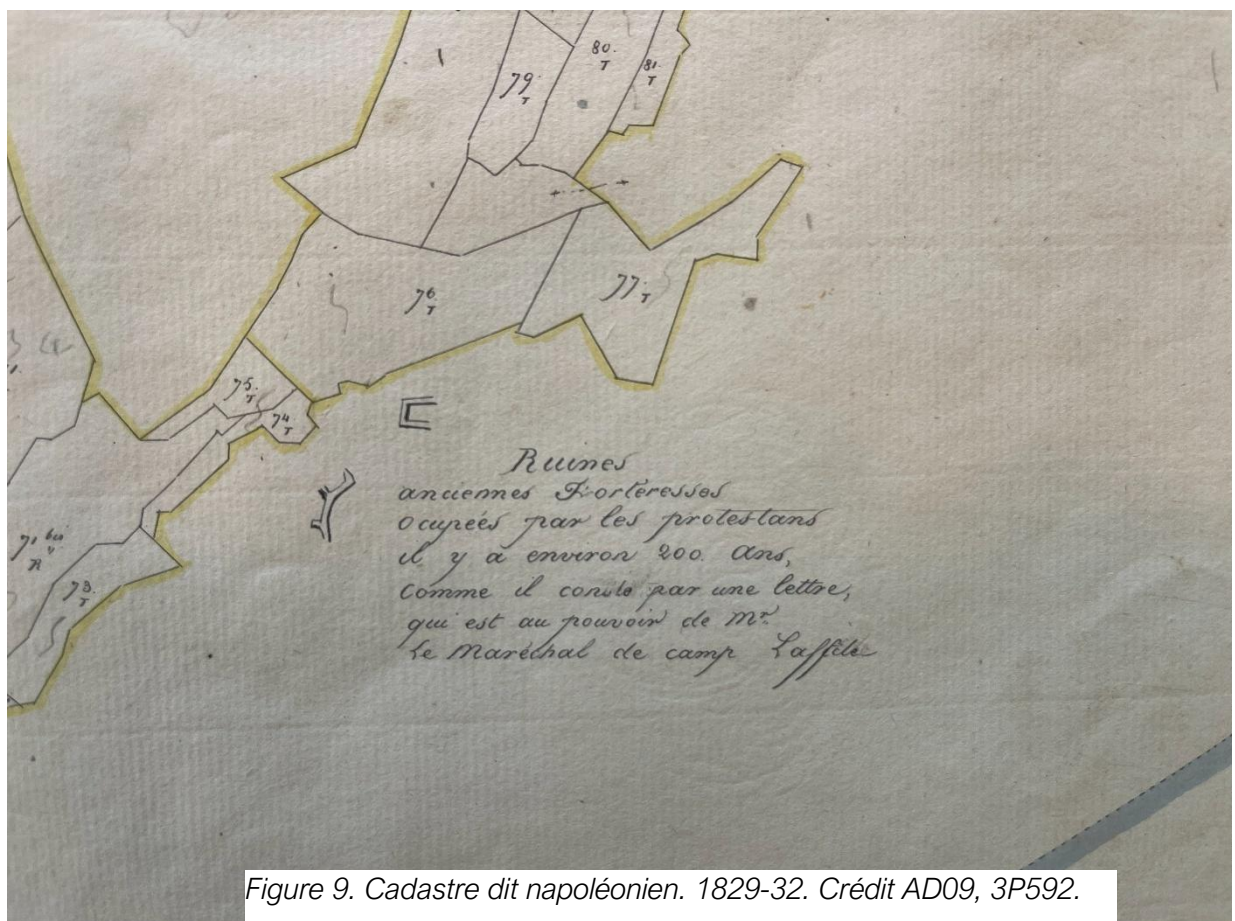 79.
T
80.
T
81.
T
76
T
77.
T
75.
T
74
T
71 bis
R
73.
T
Ruines
anciennes Forteresses
ocupées par les protestans
il y a environ 200. ans,
comme il conste par une lettre,
qui est au pouvoir de Mr.
Le Maréchal de camp Laffite
Figure 9. Cadastre dit napoléonien. 1829-32. Crédit AD09, 3P592.